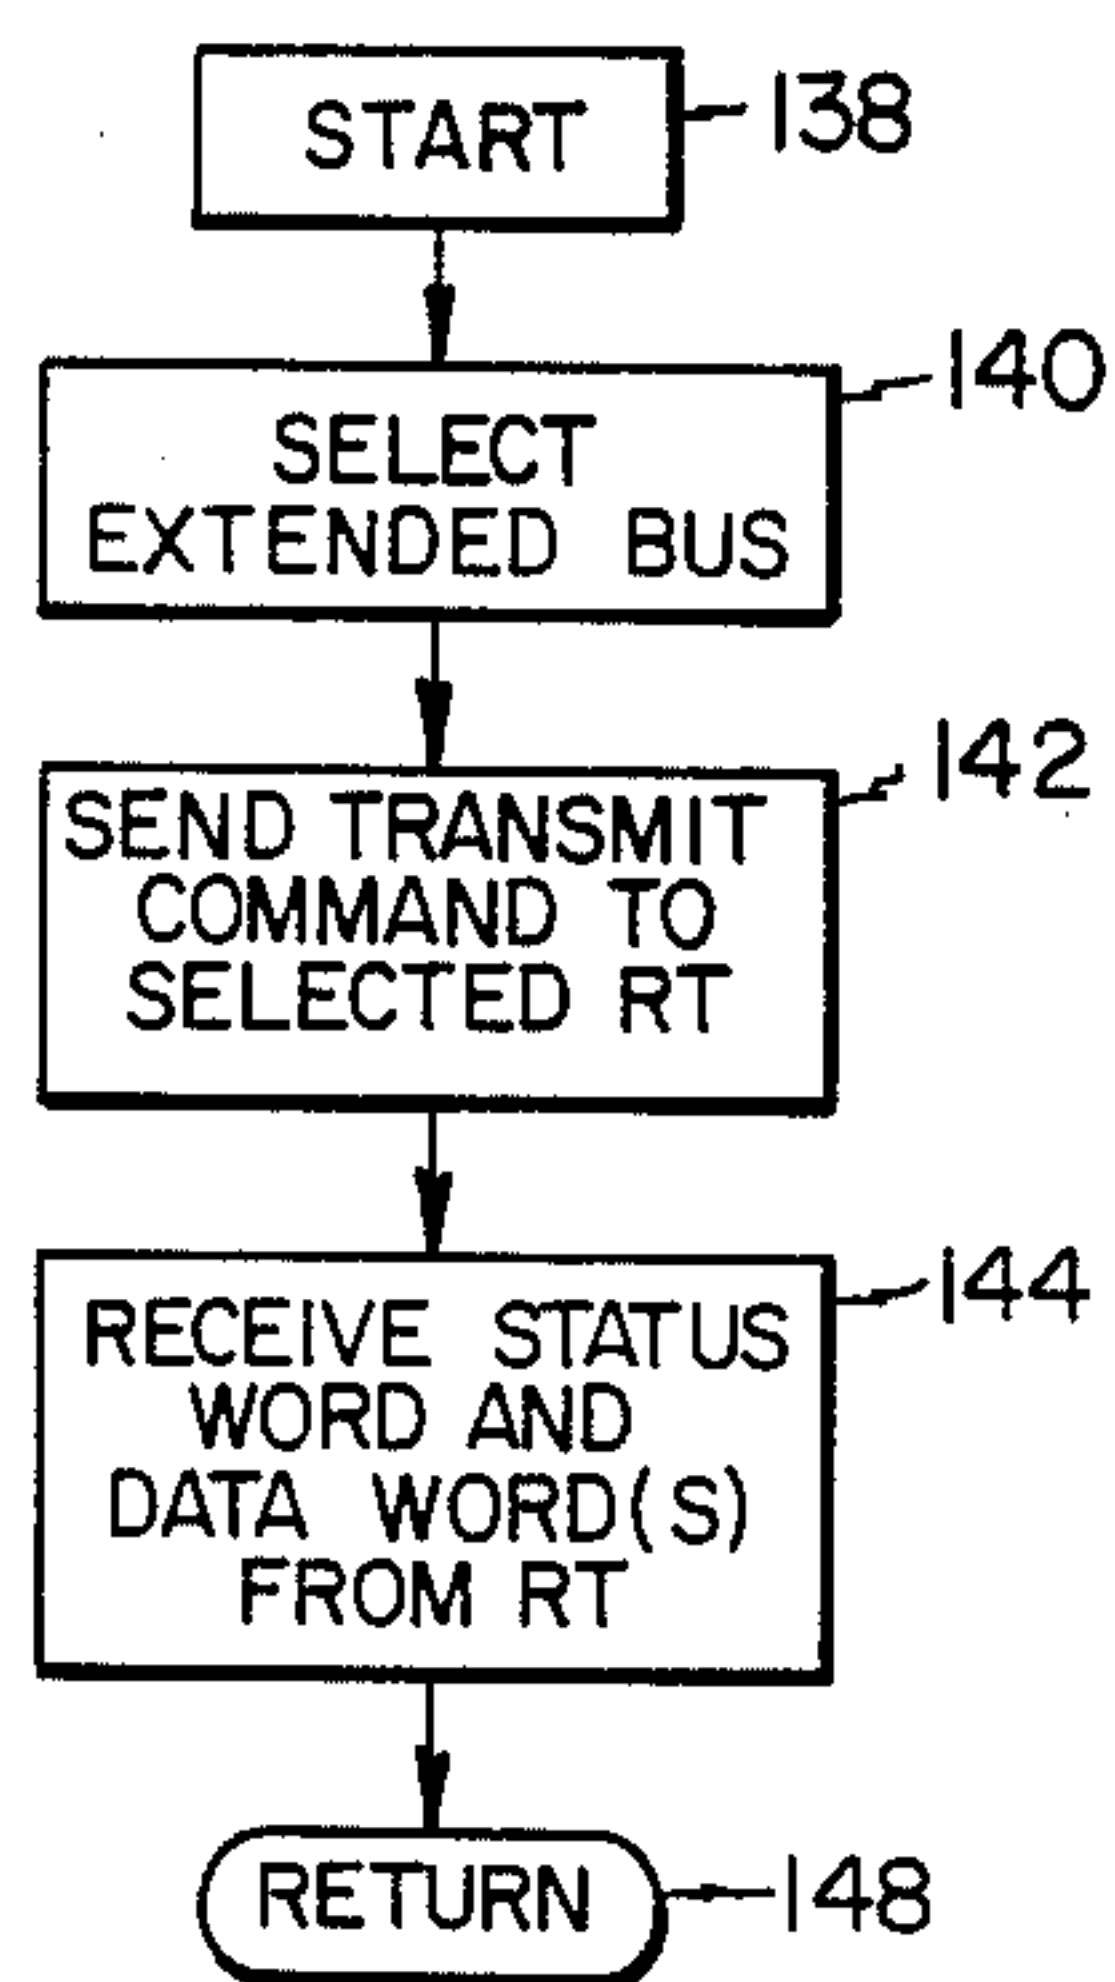 START
138
140
SELECT
EXTENDED BUS
142
SEND TRANSMIT
COMMAND TO
SELECTED RT
144
RECEIVE STATUS
WORD AND
DATA WORD(S)
FROM RT
RETURN
148